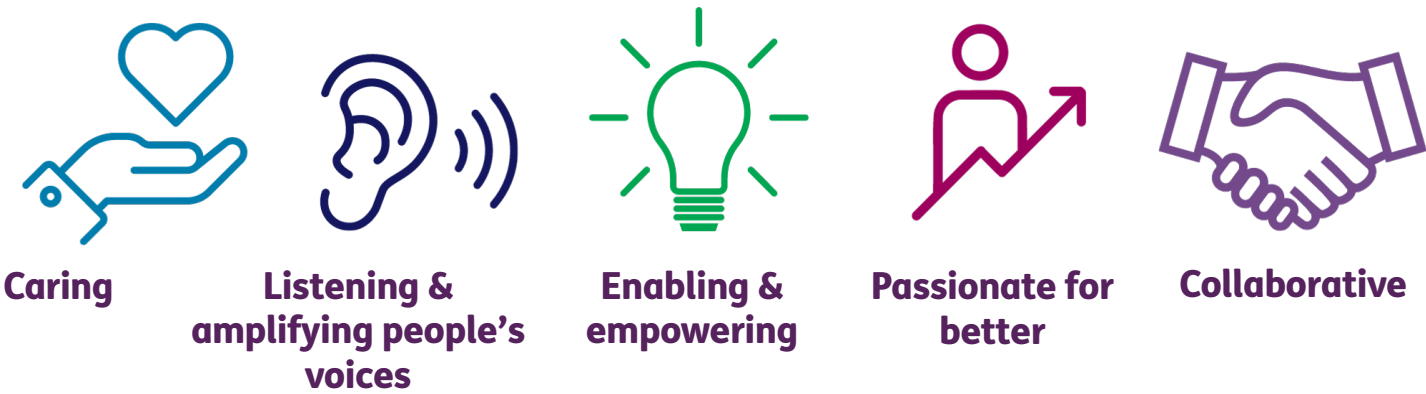 Caring
Listening &
amplifying people’s
voices
Enabling &
empowering
Passionate for
better
Collaborative